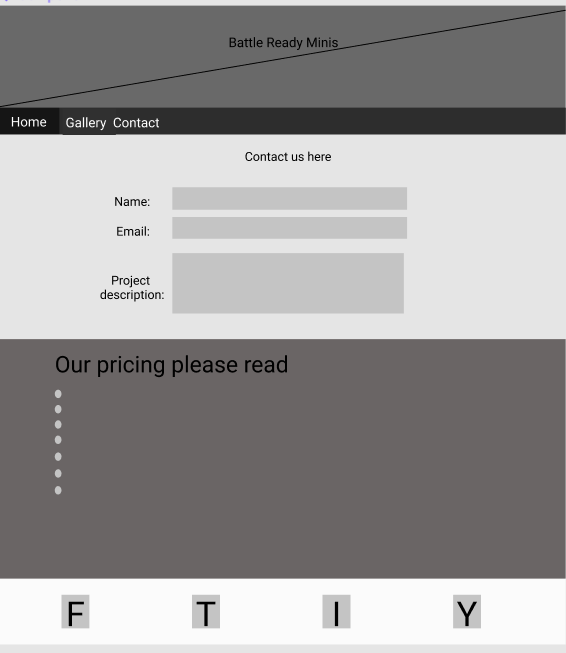 Battle Ready Minis
Home Gallery Contact
Contact us here
Name:
Email:
Project
description:
Our pricing please read
F T I Y